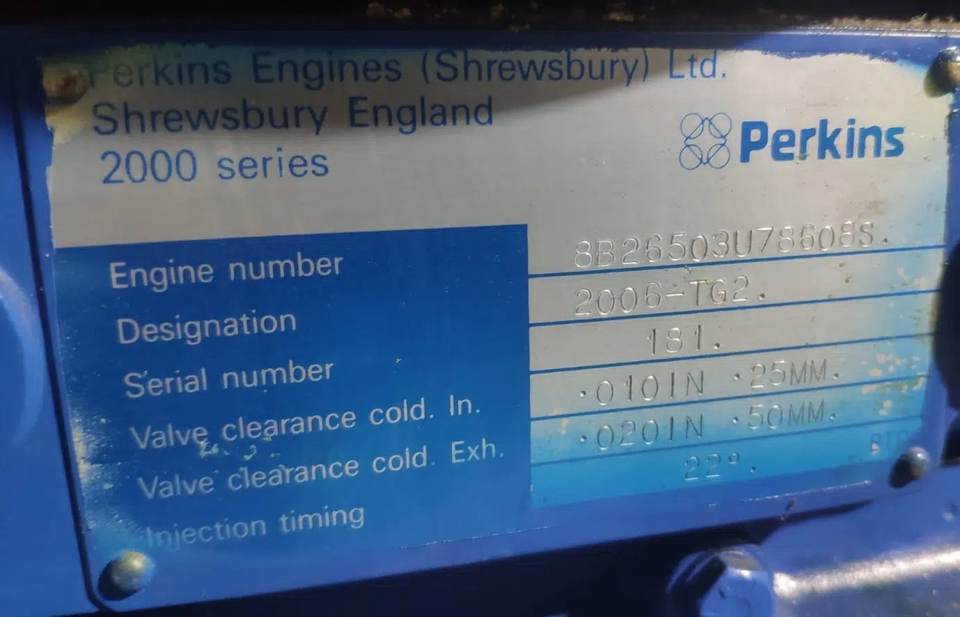 Perkins Engines (Shrewsbury) Ltd.
Shrewsbury England
2000 series
Perkins
Engine number 8B26503U78608S.
Designation 2006-TG2.
Serial number 181.
Valve clearance cold. In. .010IN .25MM.
Valve clearance cold. Exh. .020IN .50MM.
Injection timing 22°.